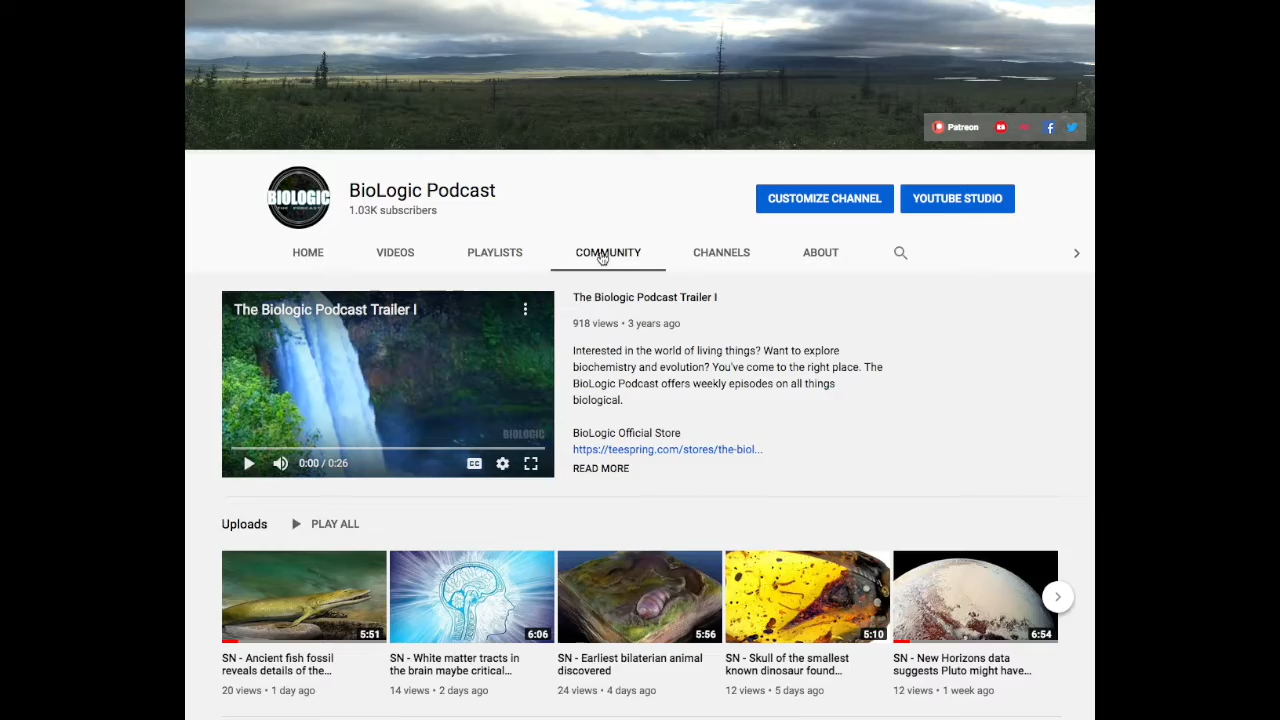 Patreon
BIOLOGIC
THE PODCAST
BioLogic Podcast
1.03K subscribers
CUSTOMIZE CHANNEL
YOUTUBE STUDIO
HOME
VIDEOS
PLAYLISTS
COMMUNITY
CHANNELS
ABOUT
The Biologic Podcast Trailer I
BIOLOGIC
0:00 / 0:26
CC
The Biologic Podcast Trailer I
918 views • 3 years ago
Interested in the world of living things? Want to explore
biochemistry and evolution? You've come to the right place. The
BioLogic Podcast offers weekly episodes on all things
biological.
BioLogic Official Store
https://teespring.com/stores/the-biol...
READ MORE
Uploads
PLAY ALL
5:51
6:06
5:56
5:10
6:54
SN - Ancient fish fossil
reveals details of the...
20 views • 1 day ago
SN - White matter tracts in
the brain maybe critical...
14 views • 2 days ago
SN - Earliest bilaterian animal
discovered
24 views • 4 days ago
SN - Skull of the smallest
known dinosaur found...
12 views • 5 days ago
SN - New Horizons data
suggests Pluto might have...
12 views • 1 week ago